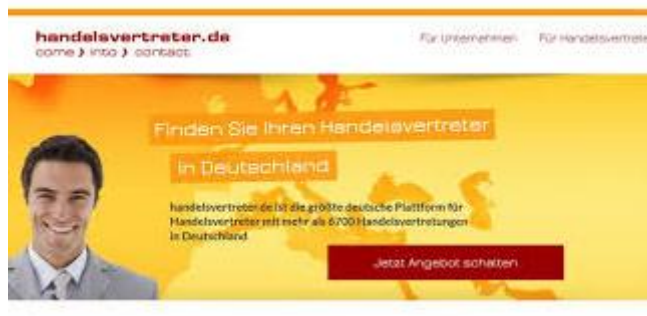 handelsvertreter.de
come ❯ into ❯ contact
Für Unternehmen Für Handelsvertrete
Finden Sie Ihren Handelsvertreter
in Deutschland
handelsvertreter.de ist die größte deutsche Plattform für
Handelsvertreter mit mehr als 6700 Handelsvertretungen
in Deutschland
Jetzt Angebot schalten